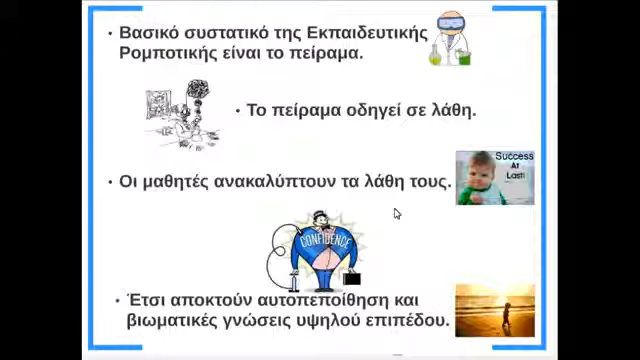 • Βασικό συστατικό της Εκπαιδευτικής
Ρομποτικής είναι το πείραμα.
• Το πείραμα οδηγεί σε λάθη.
Success
At
Last!
• Οι μαθητές ανακαλύπτουν τα λάθη τους.
CONFIDENCE
• Έτσι αποκτούν αυτοπεποίθηση και
βιωματικές γνώσεις υψηλού επιπέδου.